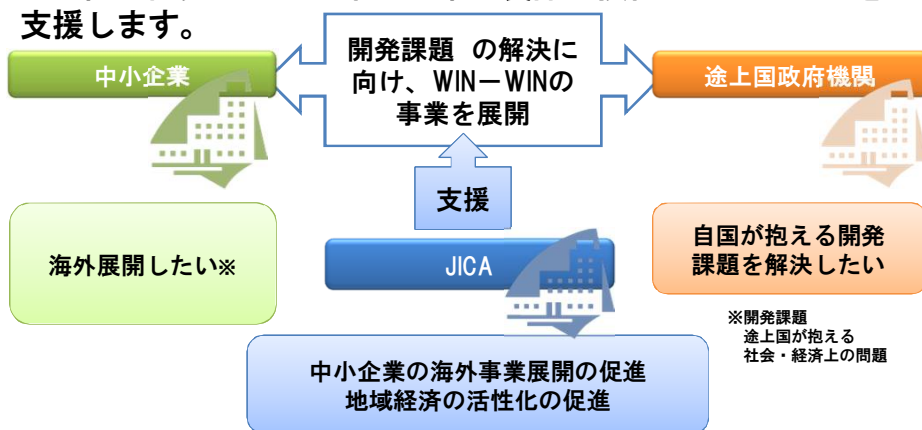 支援します。
中小企業
開発課題 の解決に
向け、WIN－WINの
事業を展開
途上国政府機関
支援
海外展開したい※
JICA
自国が抱える開発
課題を解決したい
※開発課題
途上国が抱える
社会・経済上の問題
中小企業の海外事業展開の促進
地域経済の活性化の促進